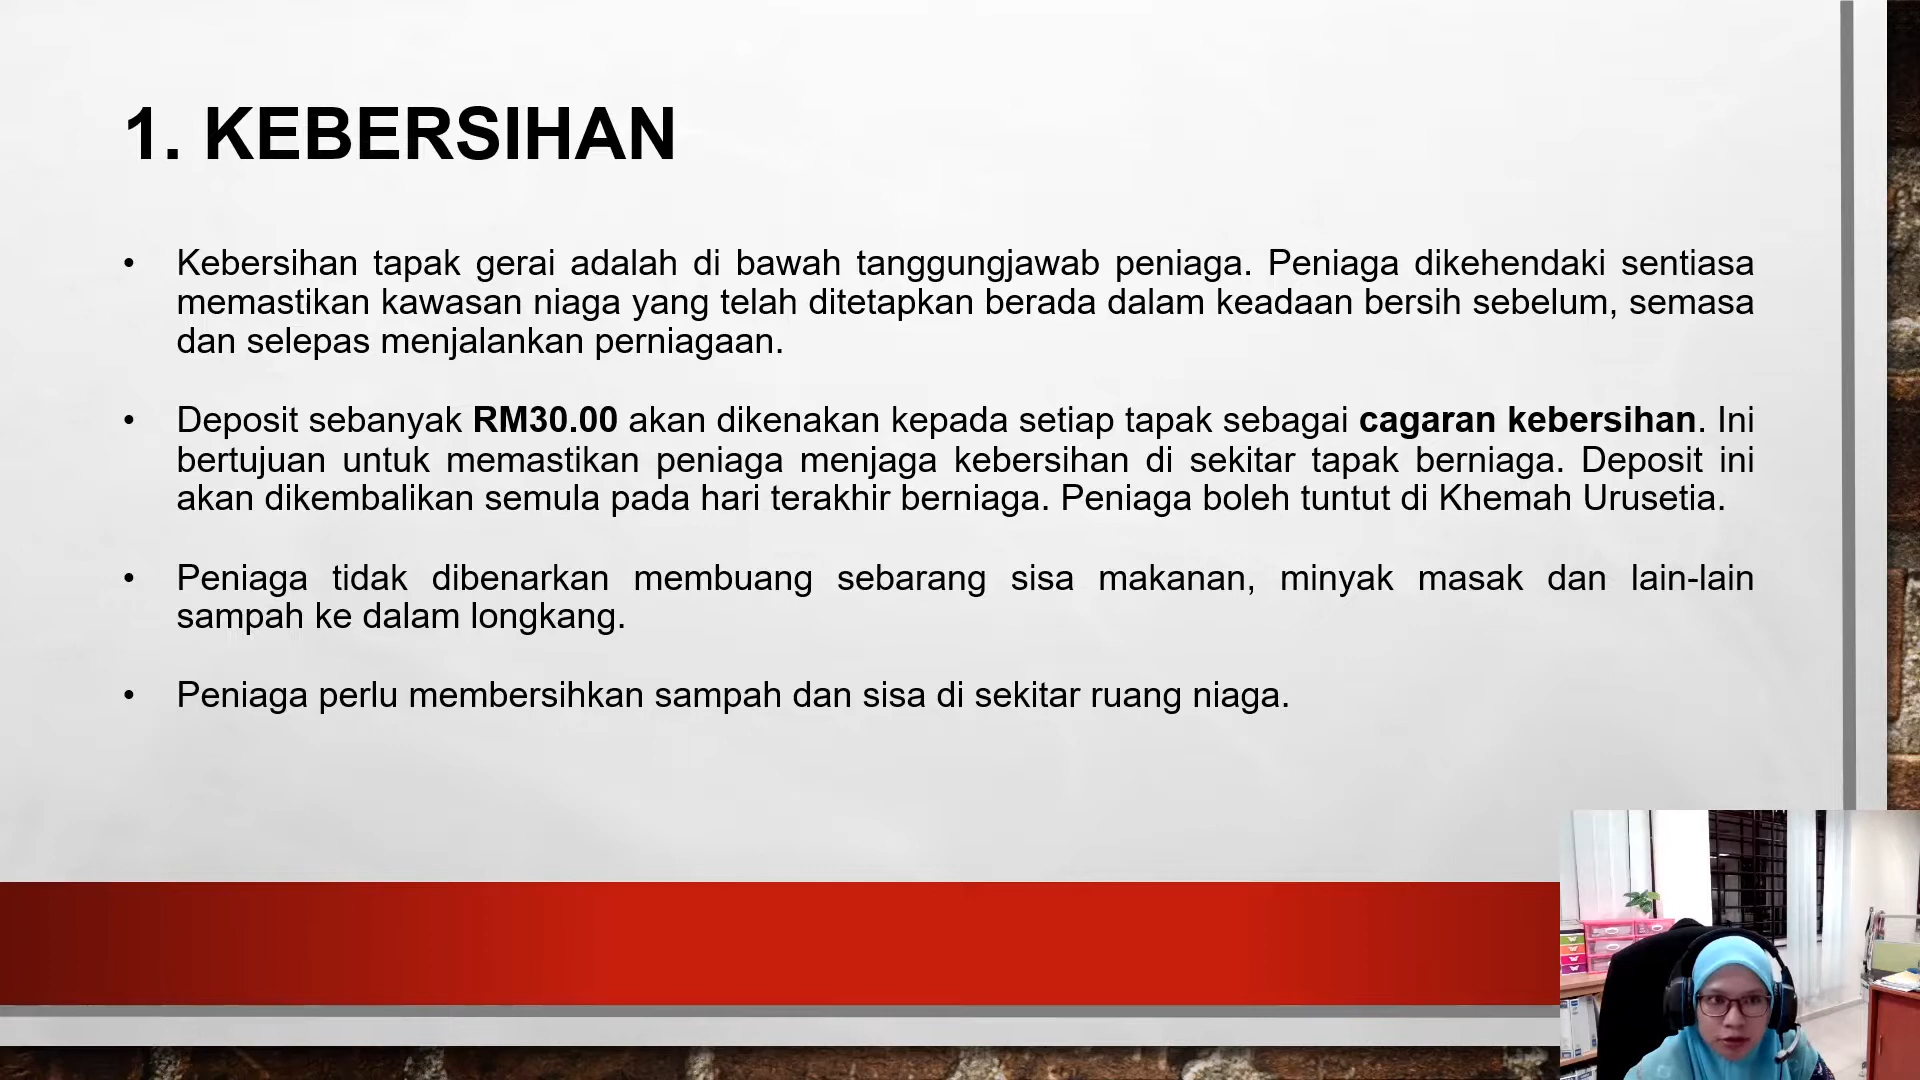 1. KEBERSIHAN
• Kebersihan tapak gerai adalah di bawah tanggungjawab peniaga. Peniaga dikehendaki sentiasa
memastikan kawasan niaga yang telah ditetapkan berada dalam keadaan bersih sebelum, semasa
dan selepas menjalankan perniagaan.
• Deposit sebanyak RM30.00 akan dikenakan kepada setiap tapak sebagai cagaran kebersihan. Ini
bertujuan untuk memastikan peniaga menjaga kebersihan di sekitar tapak berniaga. Deposit ini
akan dikembalikan semula pada hari terakhir berniaga. Peniaga boleh tuntut di Khemah Urusetia.
• Peniaga tidak dibenarkan membuang sebarang sisa makanan, minyak masak dan lain-lain
sampah ke dalam longkang.
• Peniaga perlu membersihkan sampah dan sisa di sekitar ruang niaga.